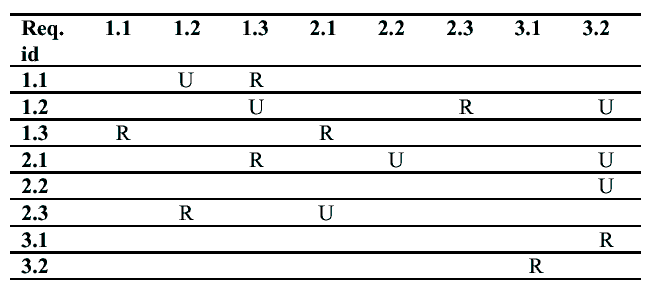 Req. id 1.1 1.2 1.3 2.1 2.2 2.3 3.1 3.2
1.1 U R
1.2 U R U
1.3 R R
2.1 R U U
2.2 U
2.3 R U
3.1 R
3.2 R